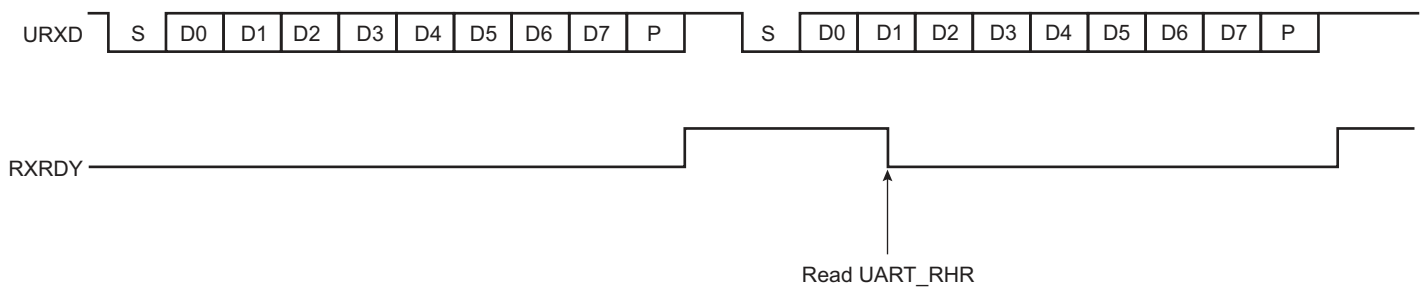 URXD S D0 D1 D2 D3 D4 D5 D6 D7 P S D0 D1 D2 D3 D4 D5 D6 D7 P
RXRDY
Read UART_RHR